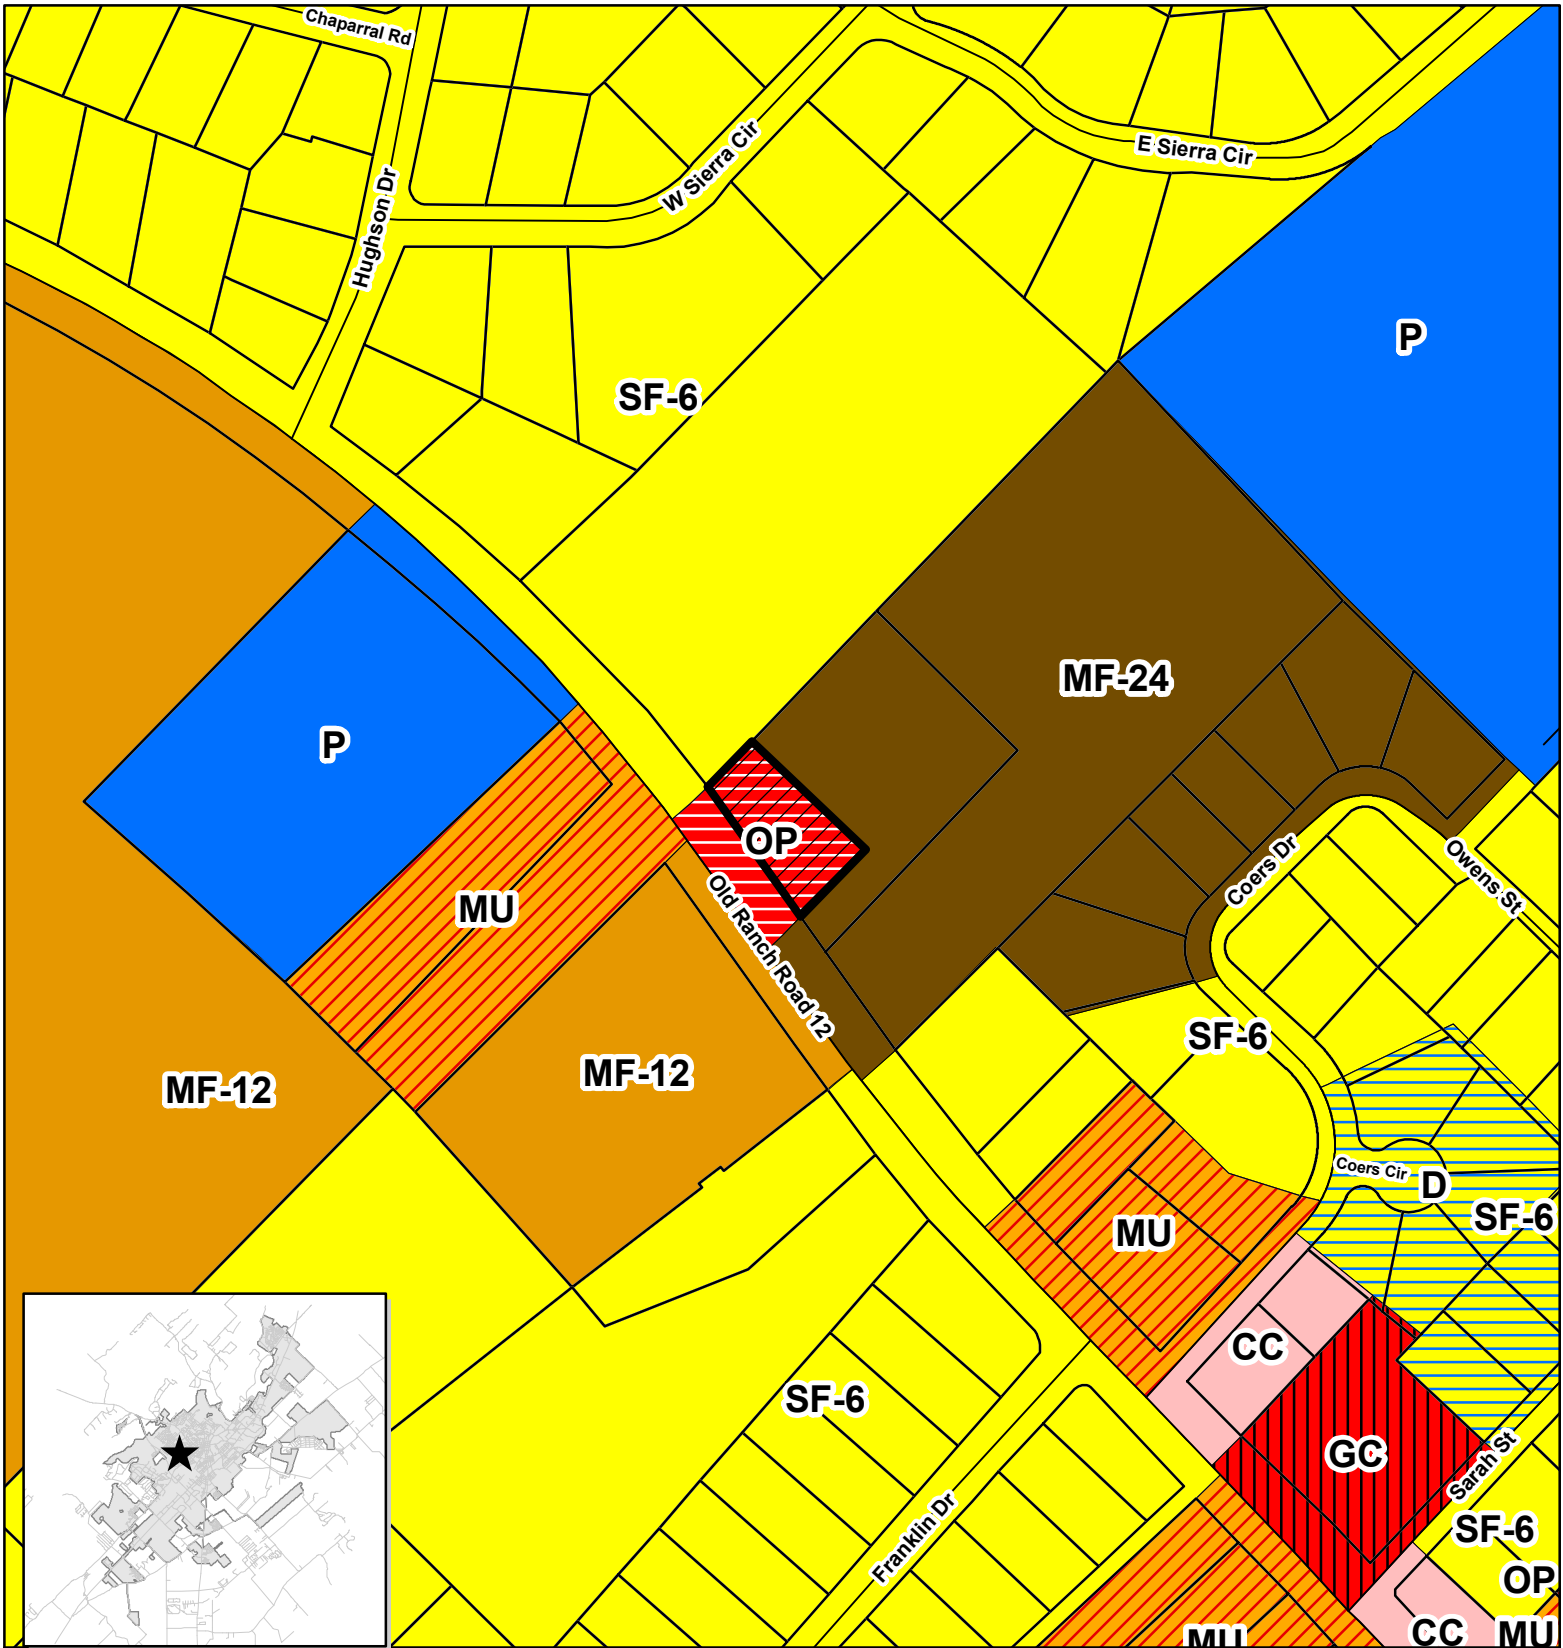 Chaparral Rd
E Sierra Cir
W Sierra Cir
Hughson Dr
P
SF-6
MF-24
P
OP
Coers Dr
Owens St
MU
Old Ranch Road 12
SF-6
MF-12
MF-12
Coers Cir
D
SF-6
MU
CC
SF-6
GC
Sarah St
Franklin Dr
SF-6
OP
CC
MU
MU